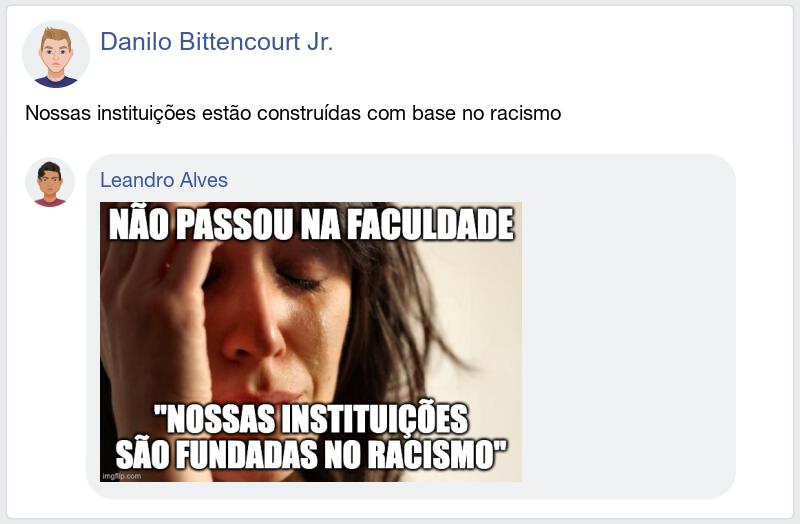 Danilo Bittencourt Jr.
Nossas instituições estão construídas com base no racismo
Leandro Alves
NÃO PASSOU NA FACULDADE
"NOSSAS INSTITUIÇÕES
SÃO FUNDADAS NO RACISMO"
imgflip.com